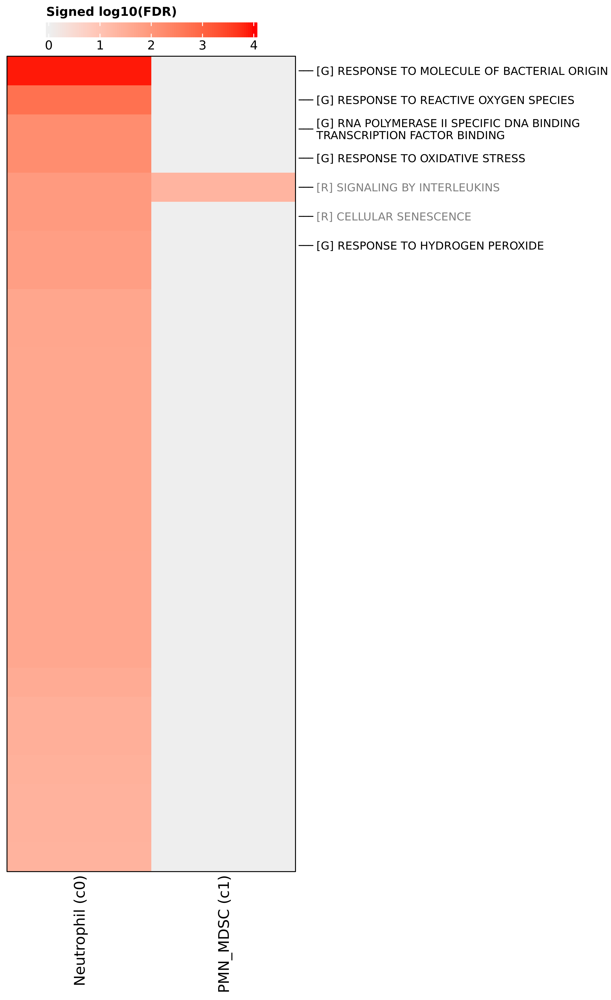 Signed log10(FDR)
0 1 2 3 4
[G] RESPONSE TO MOLECULE OF BACTERIAL ORIGIN
[G] RESPONSE TO REACTIVE OXYGEN SPECIES
[G] RNA POLYMERASE II SPECIFIC DNA BINDING
TRANSCRIPTION FACTOR BINDING
[G] RESPONSE TO OXIDATIVE STRESS
[R] SIGNALING BY INTERLEUKINS
[R] CELLULAR SENESCENCE
[G] RESPONSE TO HYDROGEN PEROXIDE
Neutrophil (c0)
PMN_MDSC (c1)